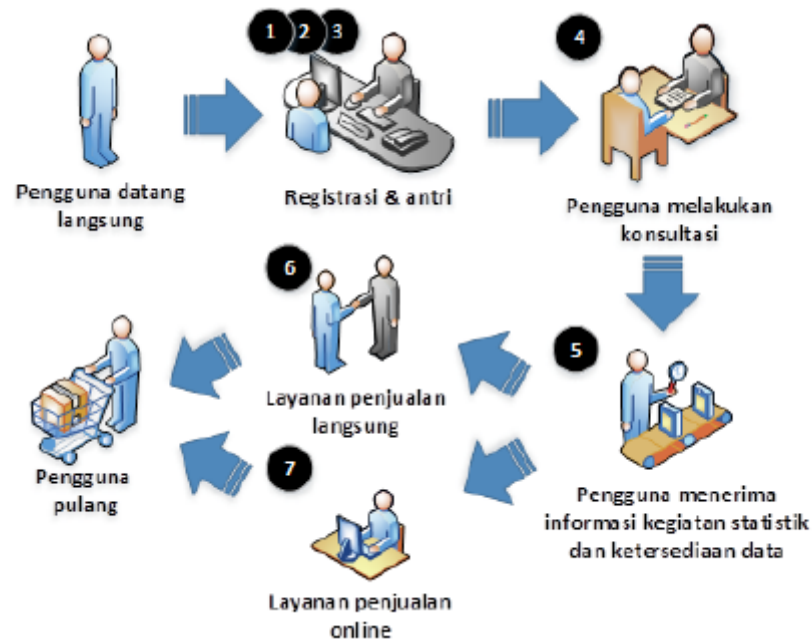 1 2 3
4
Pengguna datang
langsung
Registrasi & antri
Pengguna melakukan
konsultasi
6
5
Layanan penjualan
langsung
7
Pengguna
pulang
Pengguna menerima
informasi kegiatan statistik
dan ketersediaan data
Layanan penjualan
online